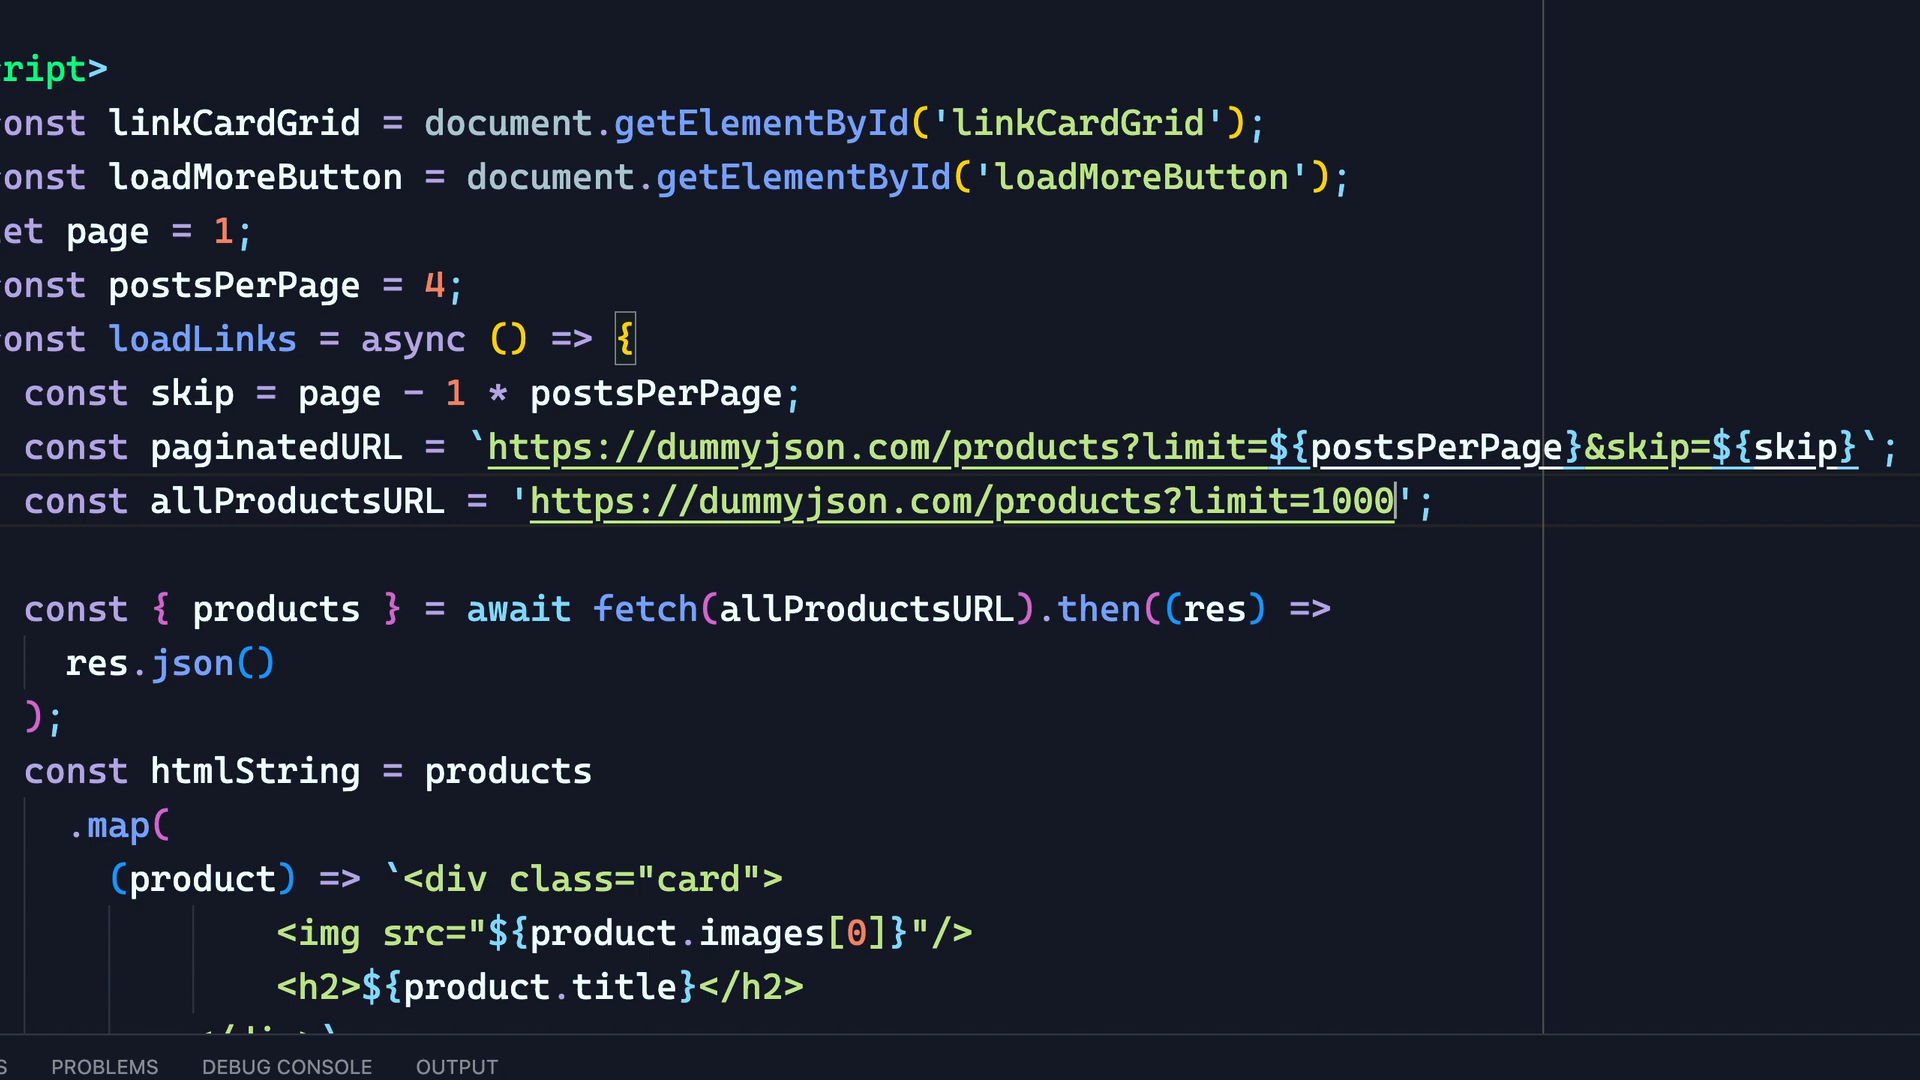 ript>
onst linkCardGrid = document.getElementById('linkCardGrid');
onst loadMoreButton = document.getElementById('loadMoreButton');
et page = 1;
onst postsPerPage = 4;
onst loadLinks = async () => {
const skip = page - 1 * postsPerPage;
const paginatedURL = `https://dummyjson.com/products?limit=${postsPerPage}&skip=${skip}`;
const allProductsURL = 'https://dummyjson.com/products?limit=1000';
const { products } = await fetch(allProductsURL).then((res) =>
res.json()
);
const htmlString = products
.map(
(product) => `<div class="card">
<img src="${product.images[0]}"/>
<h2>${product.title}</h2>
</div>`
S PROBLEMS DEBUG CONSOLE OUTPUT